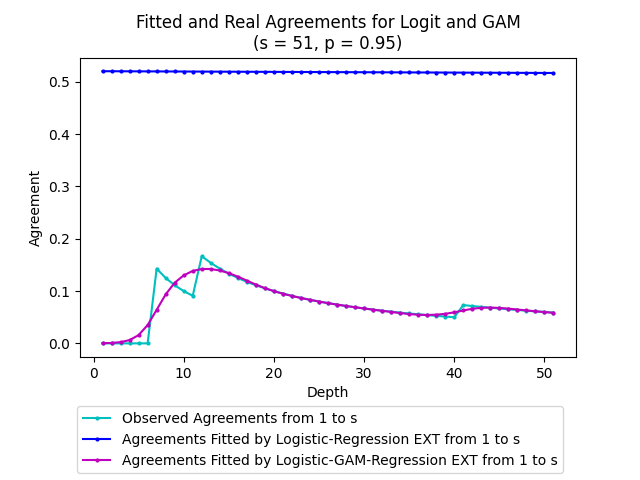 Fitted and Real Agreements for Logit and GAM
(s = 51, p = 0.95)
0.5
0.4
0.3
0.2
0.1
0.0
Agreement
0 10 20 30 40 50
Depth
Observed Agreements from 1 to s
Agreements Fitted by Logistic-Regression EXT from 1 to s
Agreements Fitted by Logistic-GAM-Regression EXT from 1 to s